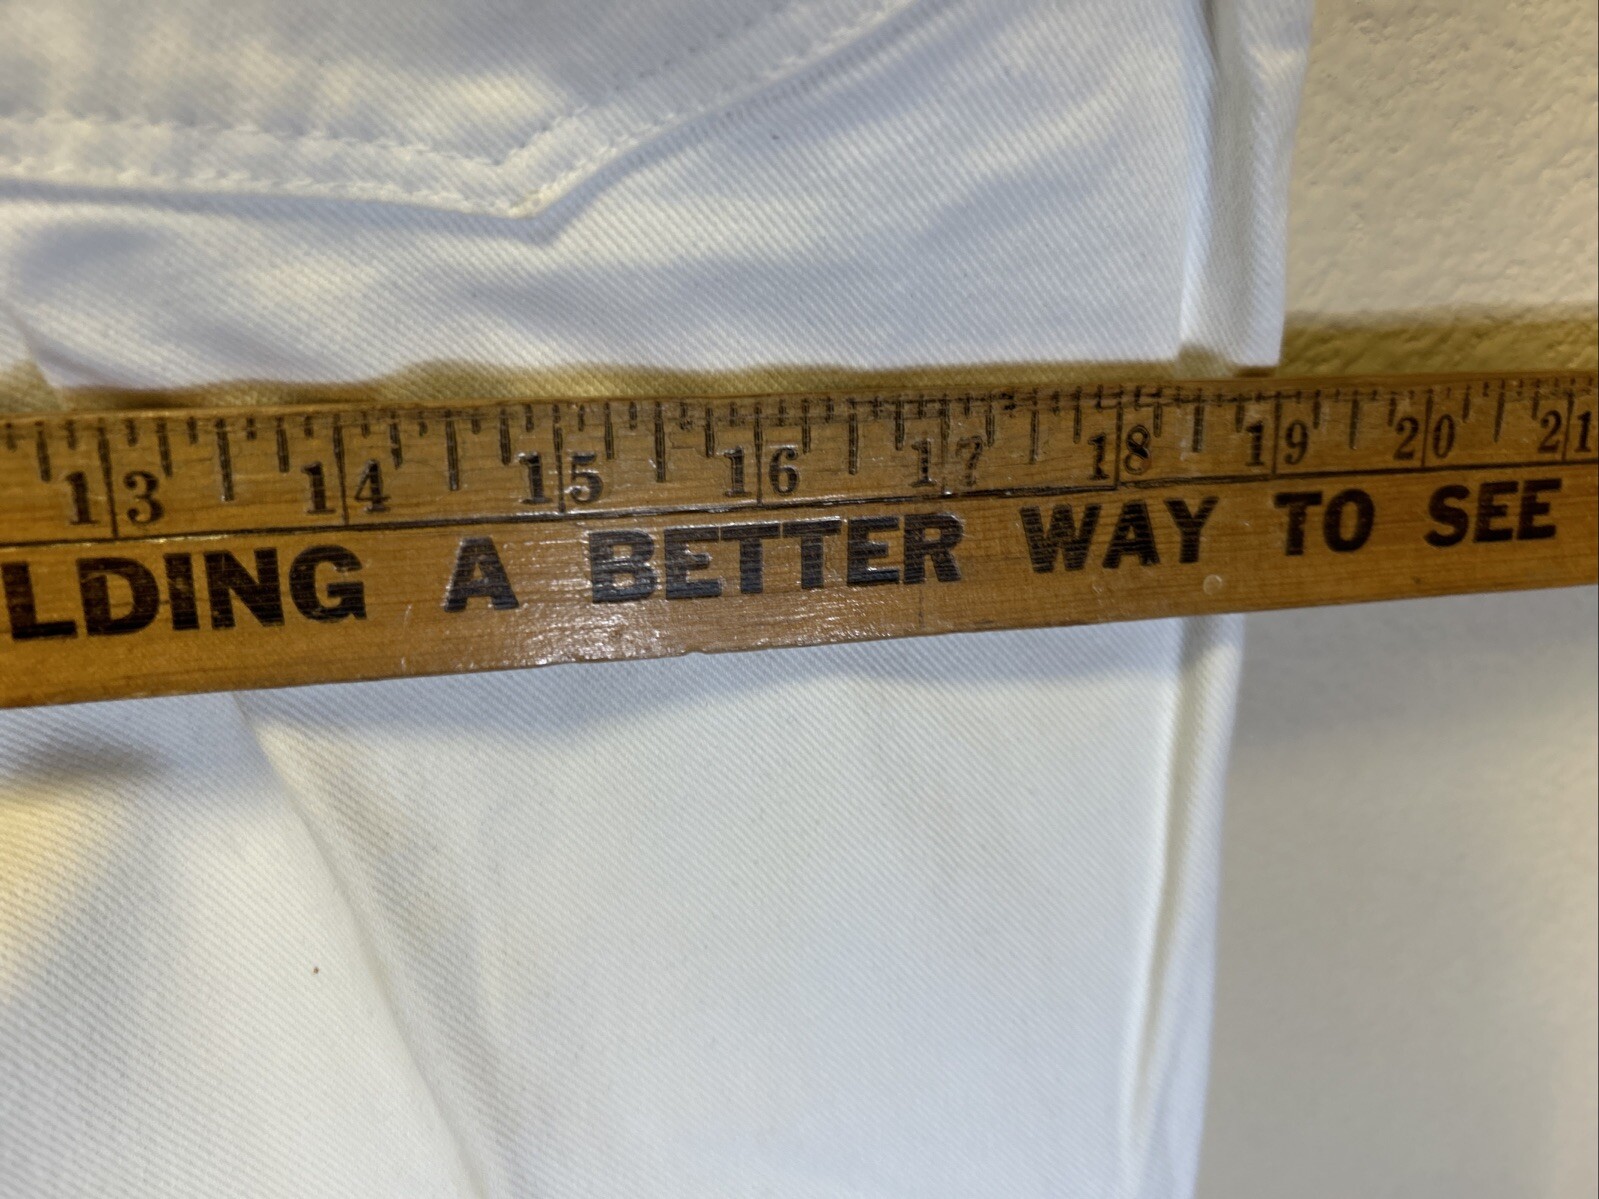 13 14 15 16 17 18 19 20 21
LDING A BETTER WAY TO SEE